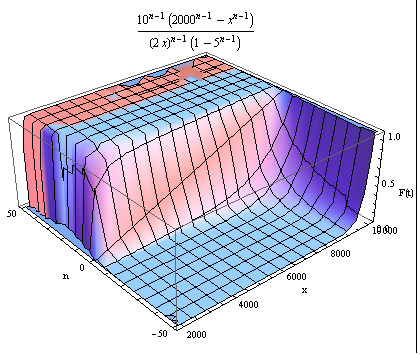 10^{n-1} (2000^{n-1} - x^{n-1})
(2 x)^{n-1} (1 - 5^{n-1})
1.0
0.5
F(t)
50
n
0
-50
2000
4000
6000
x
8000